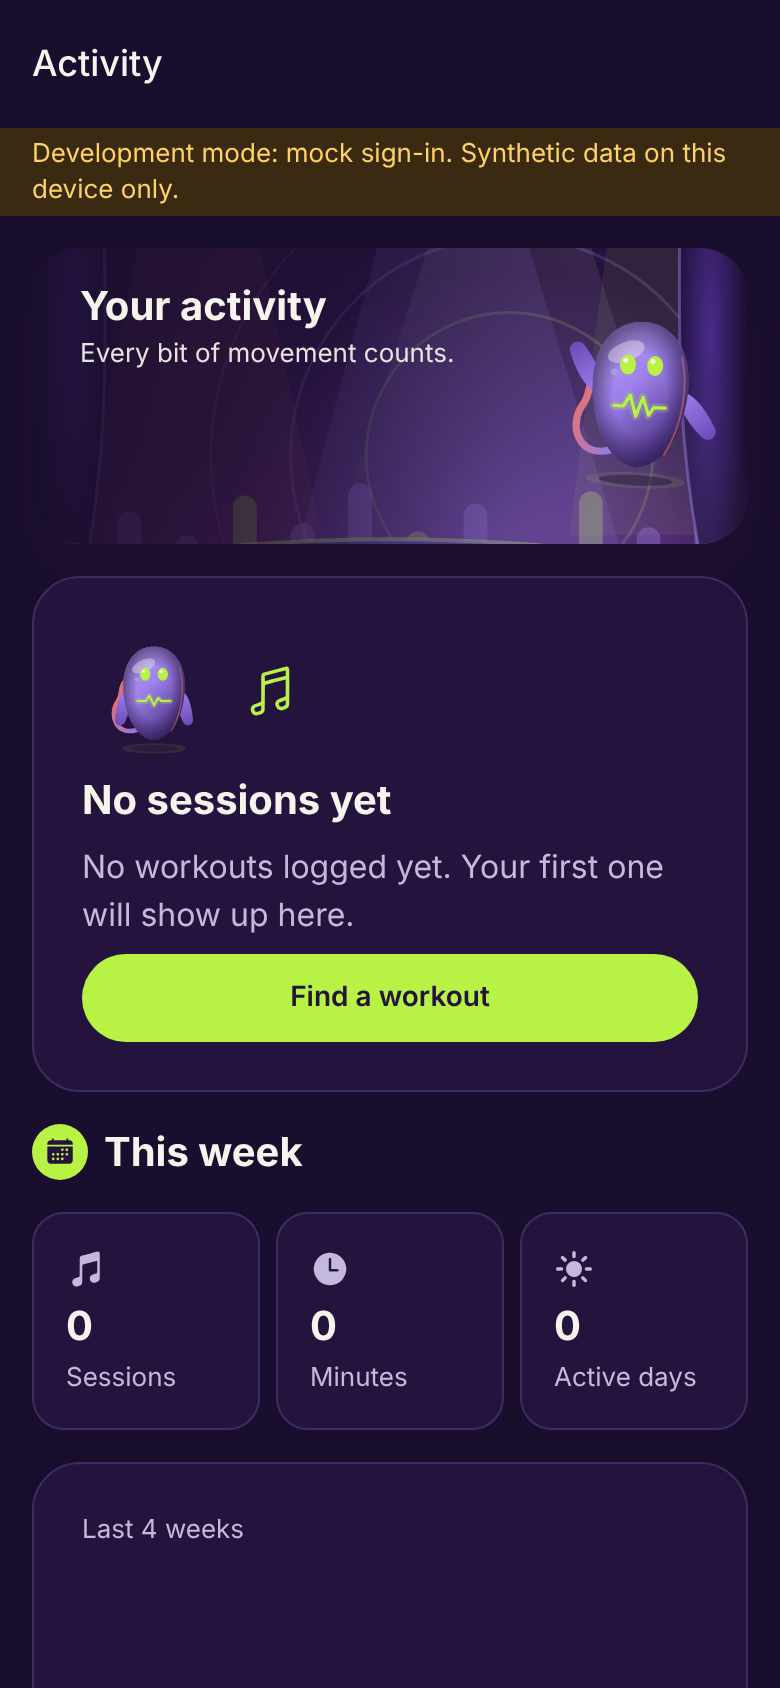 Activity
Development mode: mock sign-in. Synthetic data on this
device only.
Your activity
Every bit of movement counts.
No sessions yet
No workouts logged yet. Your first one
will show up here.
Find a workout
This week
0
Sessions
0
Minutes
0
Active days
Last 4 weeks